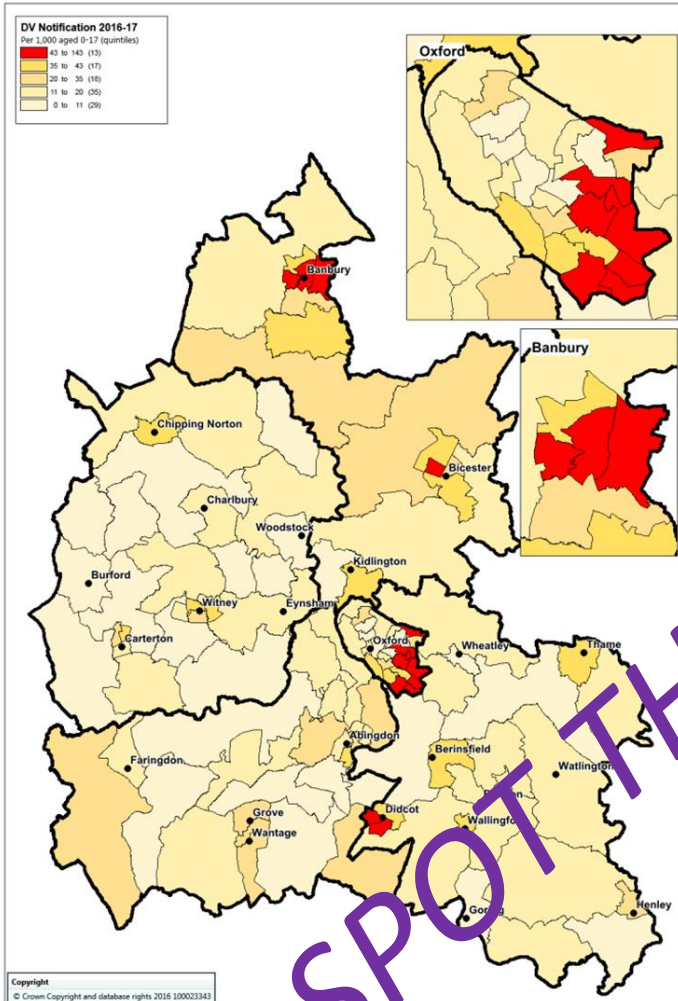 DV Notification 2016-17
Per 1,000 aged 0-17 (quintiles)
43 to 143 (13)
35 to 43 (17)
20 to 35 (18)
11 to 20 (35)
0 to 11 (29)
Oxford
Banbury
Banbury
Chipping Norton
Bicester
Charlbury
Woodstock
Kidlington
Burford
Witney
Eynsham
Carterton
Oxford
Wheatley
Thame
Abingdon
Berinsfield
Faringdon
Watlington
Didcot
Grove
Wallingford
Wantage
Goring
Henley
SPOT TH
Copyright
© Crown Copyright and database rights 2016 100023343